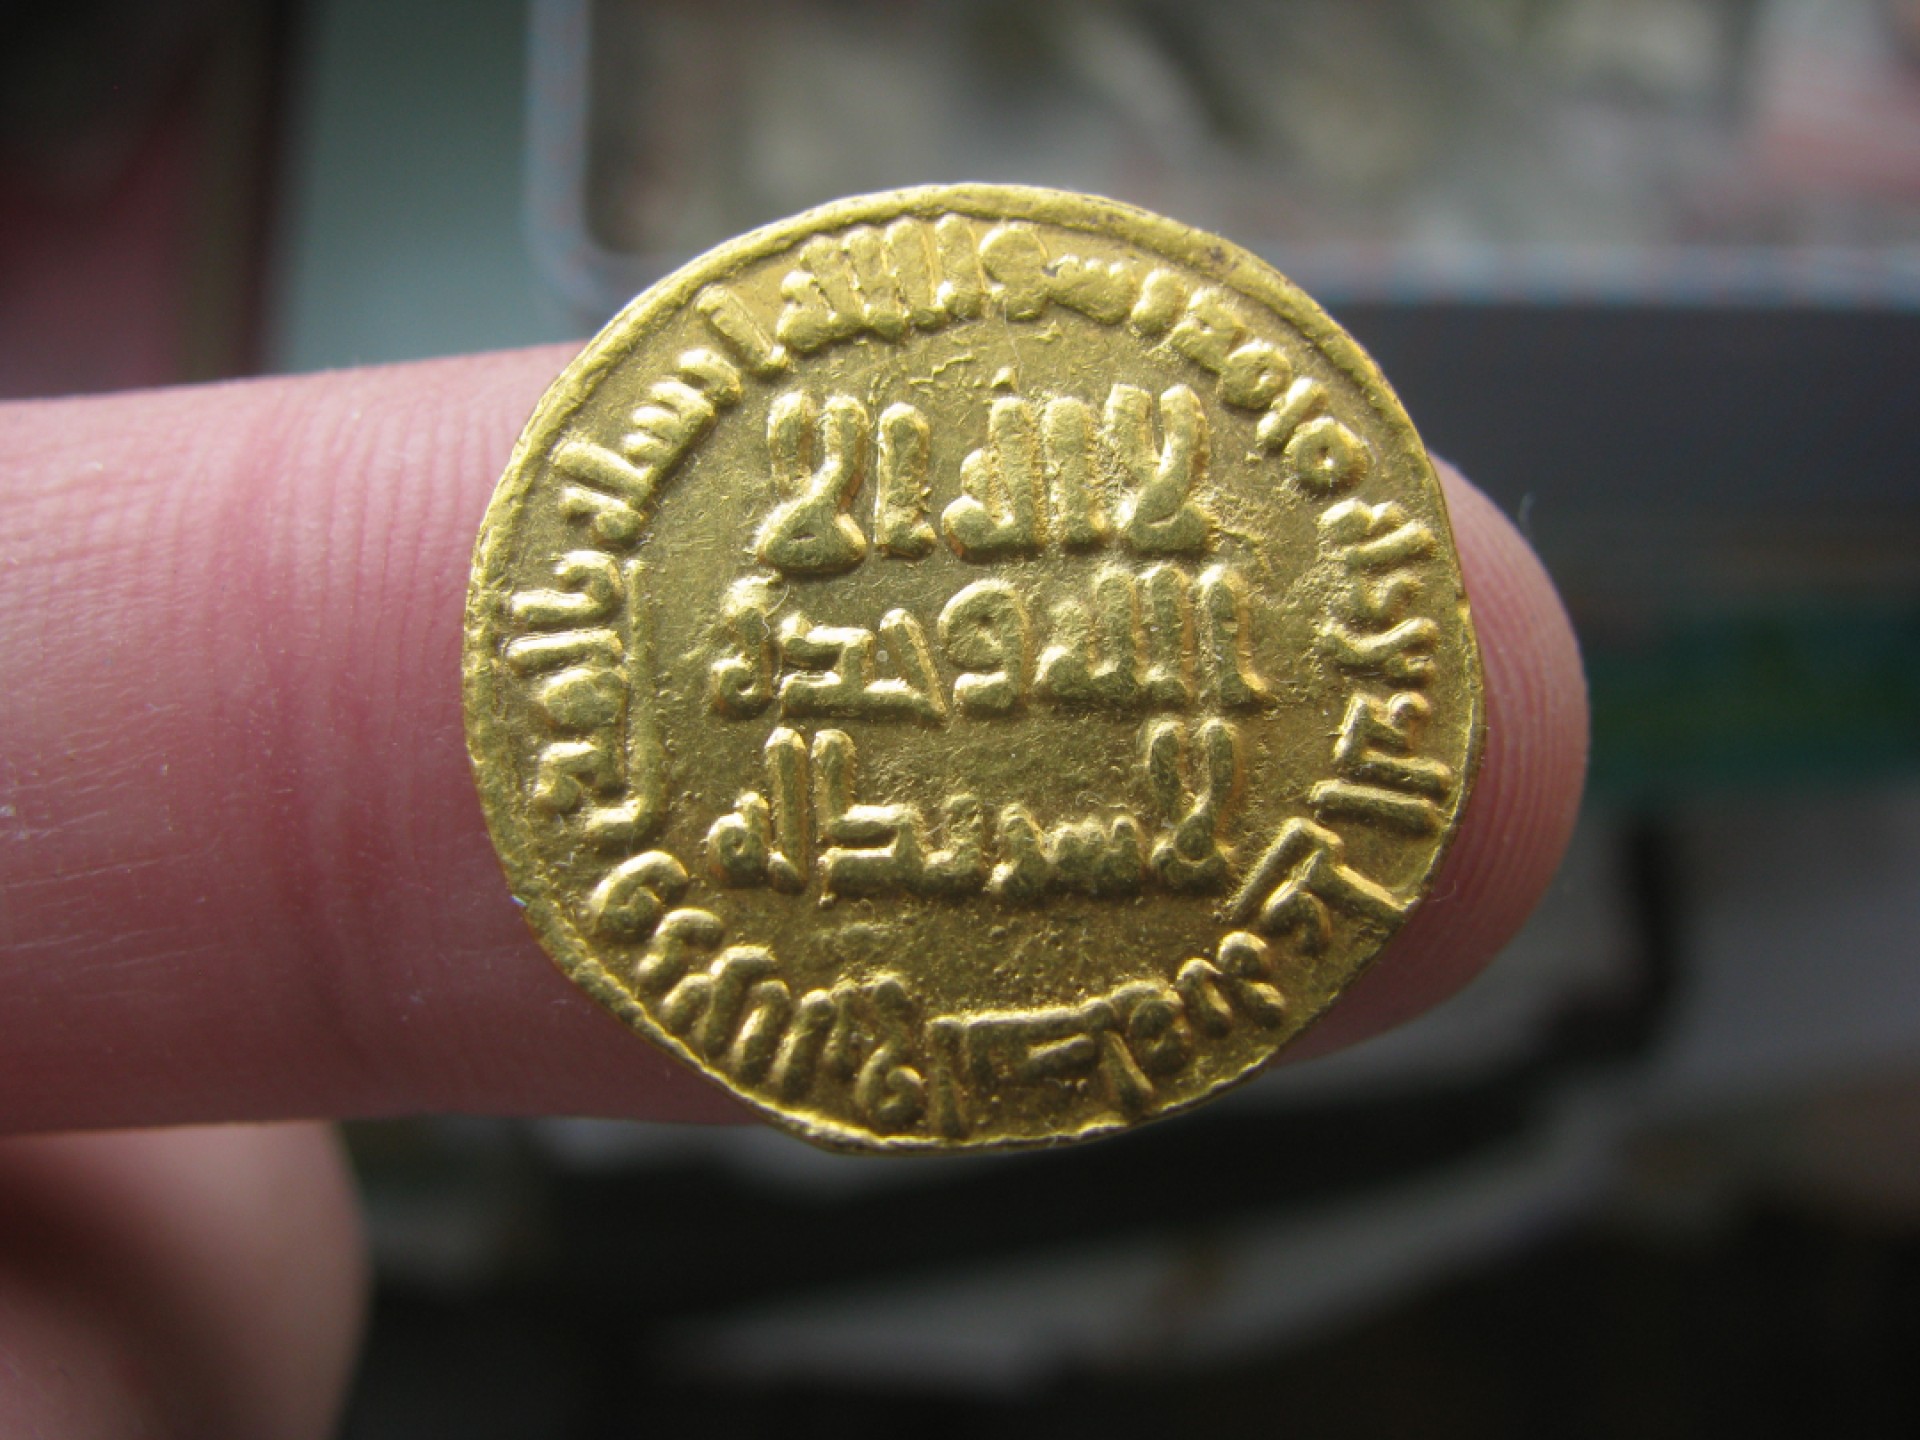 لا اله الا
الله وحده
لا شريك له
محمد رسول الله ارسله بالهدى ودين الحق ليظهره على الدين كله